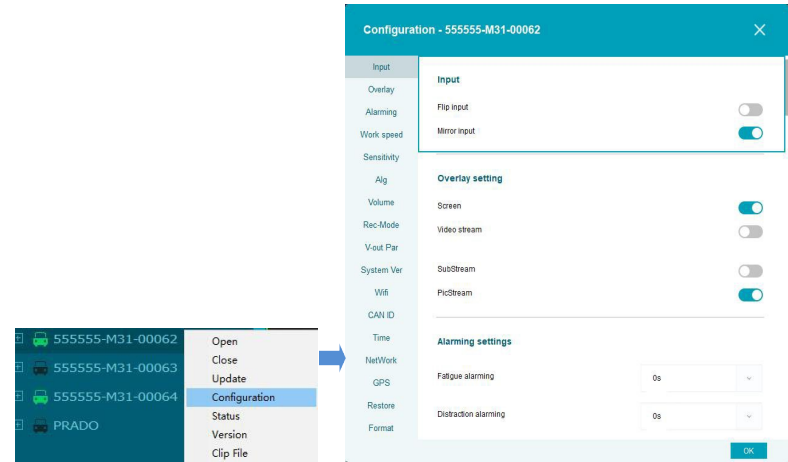 555555-M31-00062
555555-M31-00063
555555-M31-00064
PRADO
Open
Close
Update
Configuration
Status
Version
Clip File
Configuration - 555555-M31-00062
Input
Overlay
Alarming
Work speed
Sensitivity
Alg
Volume
Rec-Mode
V-out Par
System Ver
Wifi
CAN ID
Time
NetWork
GPS
Restore
Format
Input
Flip input
Mirror input
Overlay setting
Screen
Video stream
SubStream
PicStream
Alarming settings
Fatigue alarming 0s
Distraction alarming 0s
OK